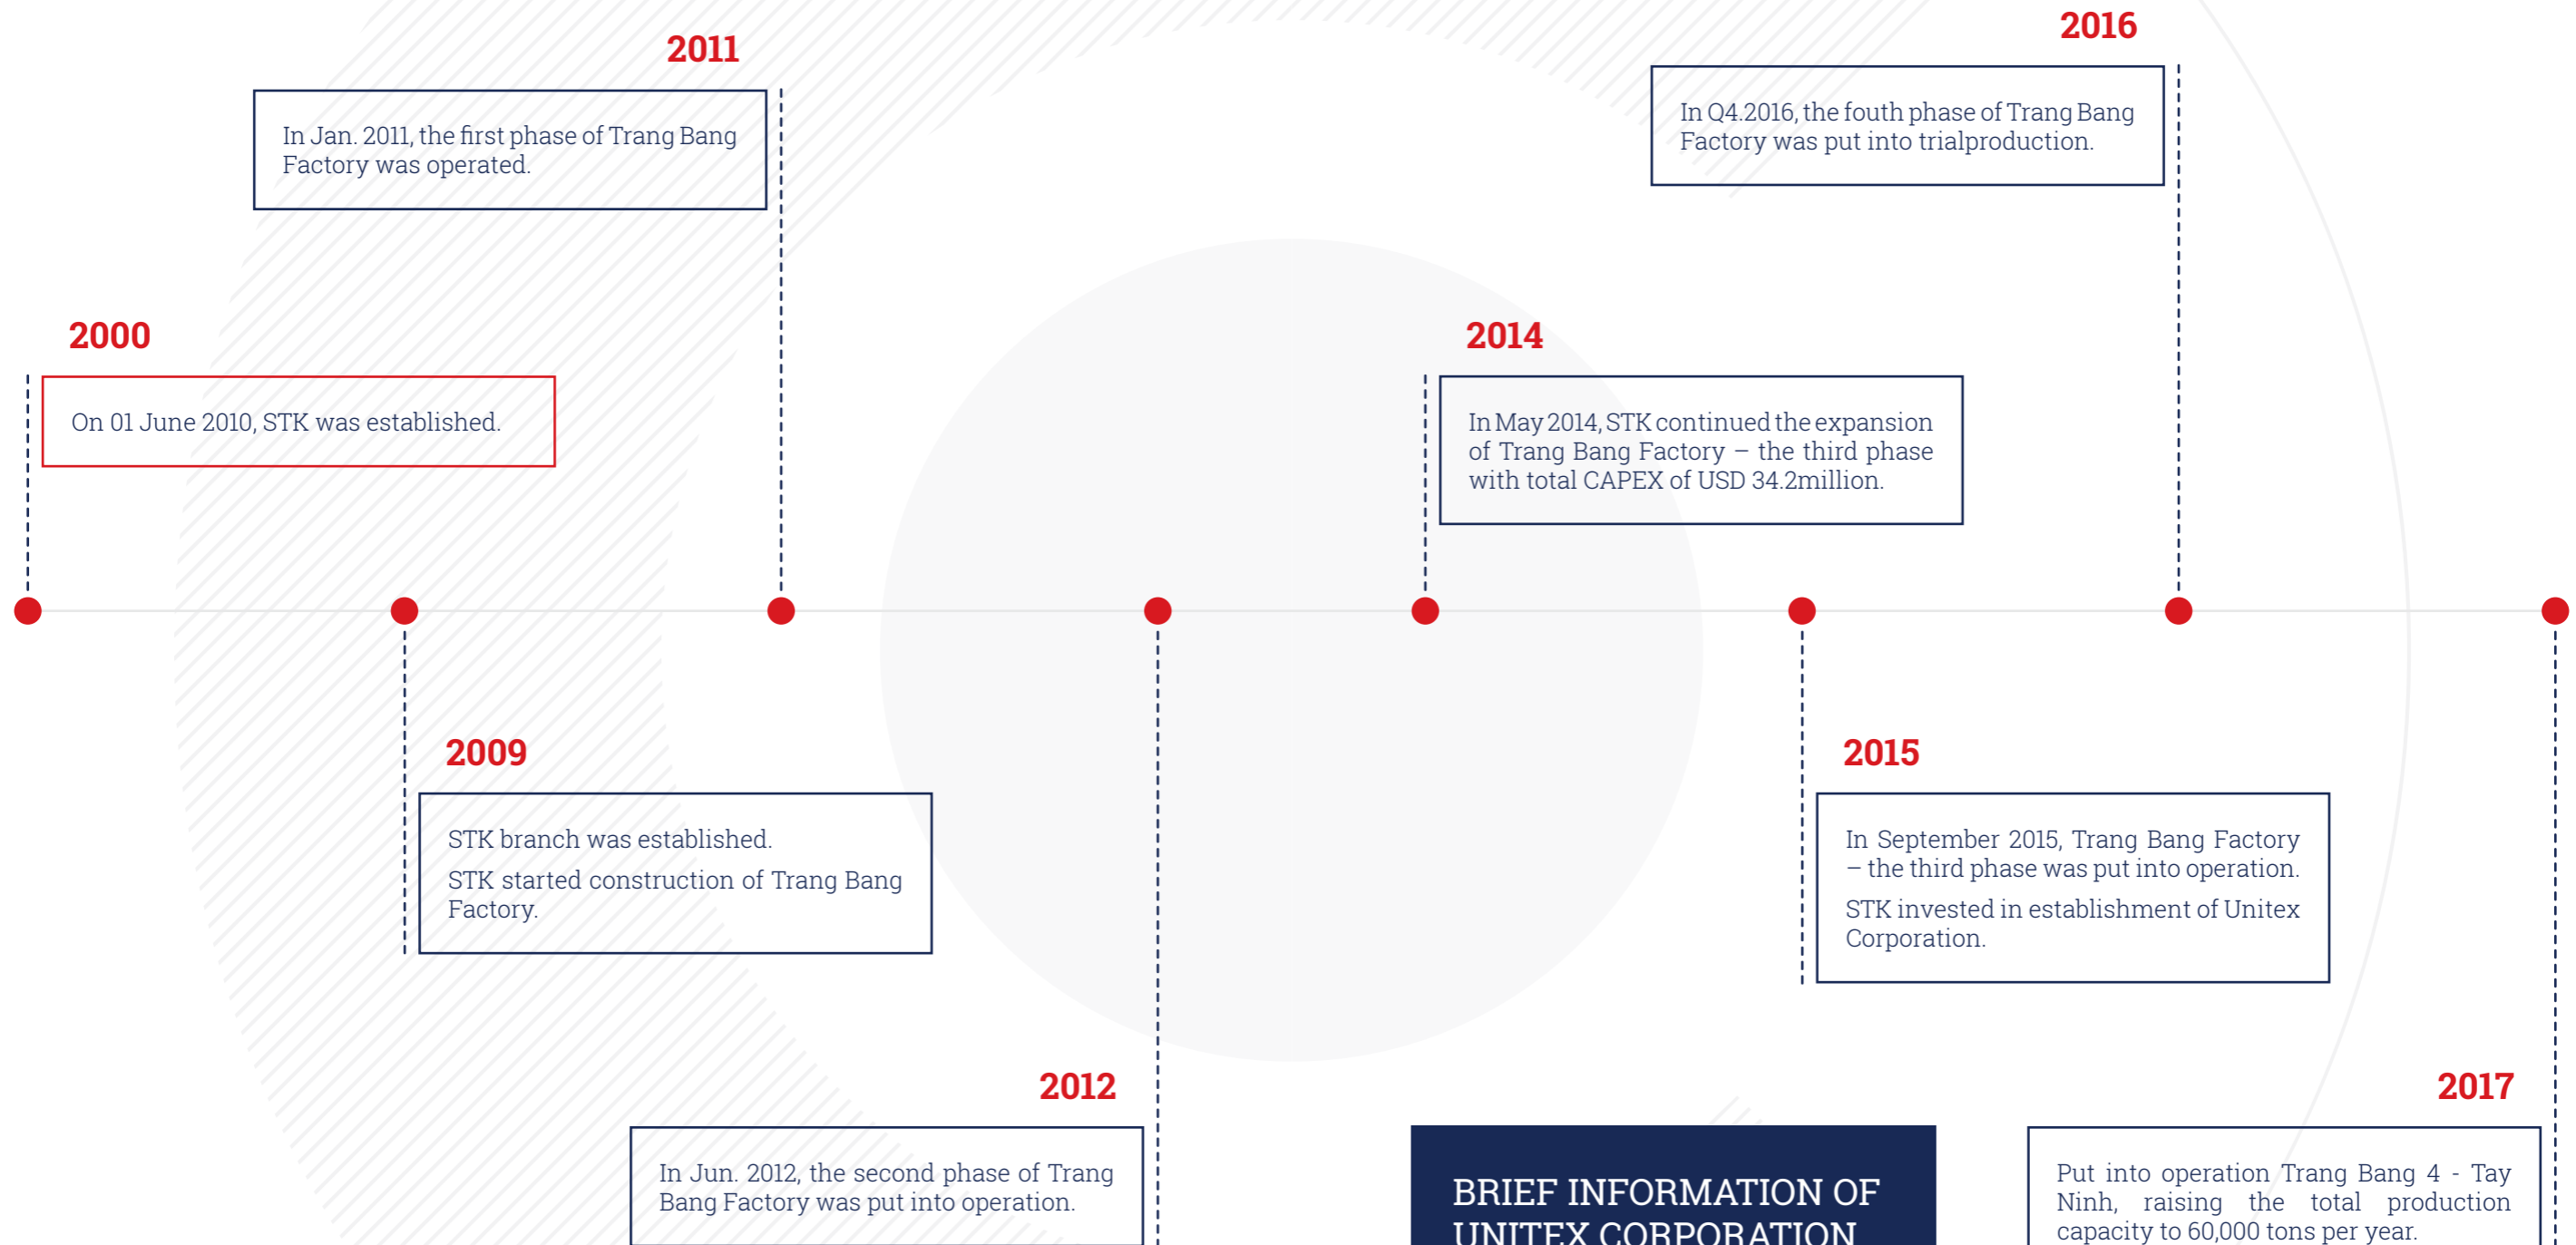 2000
On 01 June 2010, STK was established.
2009
STK branch was established.
STK started construction of Trang Bang
Factory.
2011
In Jan. 2011, the first phase of Trang Bang
Factory was operated.
2012
In Jun. 2012, the second phase of Trang
Bang Factory was put into operation.
2014
In May 2014, STK continued the expansion
of Trang Bang Factory – the third phase
with total CAPEX of USD 34.2million.
2015
In September 2015, Trang Bang Factory
– the third phase was put into operation.
STK invested in establishment of Unitex
Corporation.
2016
In Q4.2016, the fouth phase of Trang Bang
Factory was put into trialproduction.
2017
Put into operation Trang Bang 4 - Tay
Ninh, raising the total production
capacity to 60,000 tons per year.
BRIEF INFORMATION OF
UNITEX CORPORATION